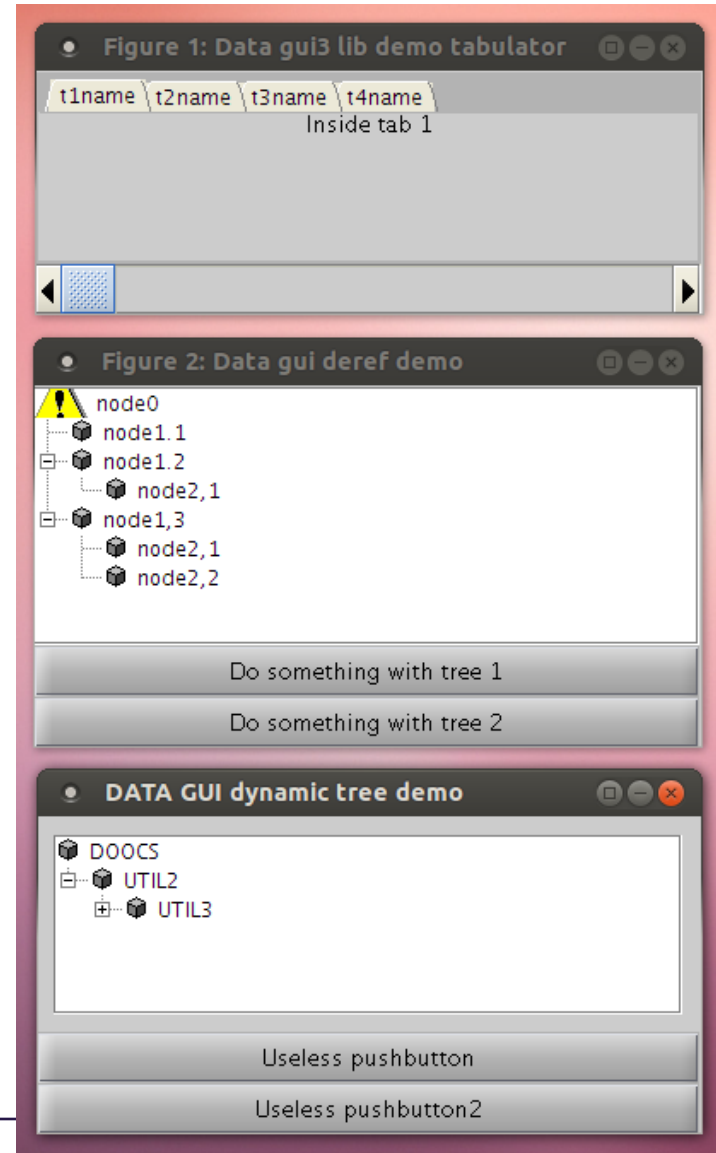 Figure 1: Data gui3 lib demo tabulator
t1name t2name t3name t4name
Inside tab 1
Figure 2: Data gui deref demo
node0
node1.1
node1.2
node2,1
node1,3
node2,1
node2,2
Do something with tree 1
Do something with tree 2
DATA GUI dynamic tree demo
DOOCS
UTIL2
UTIL3
Useless pushbutton
Useless pushbutton2